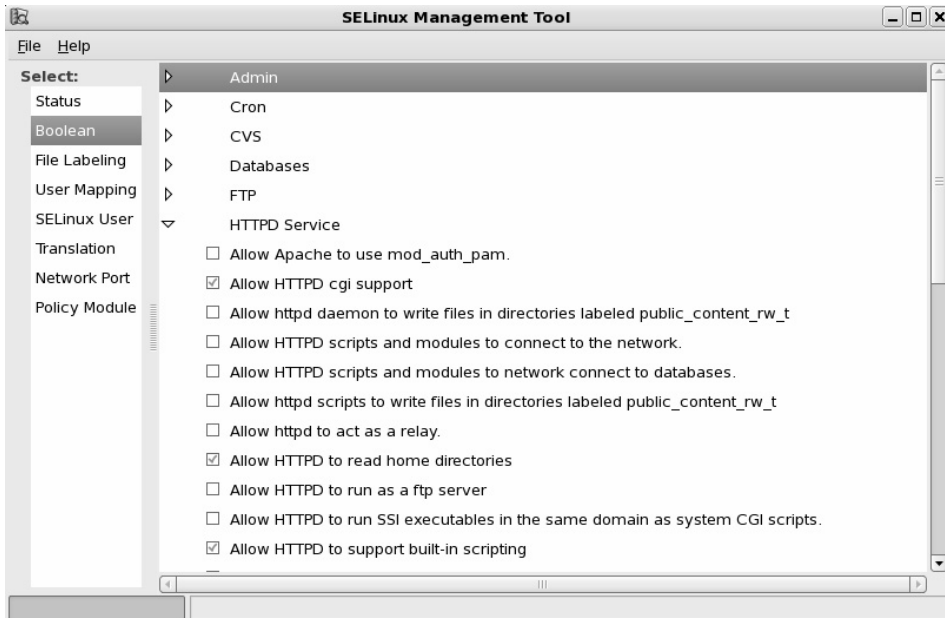 SELinux Management Tool
File Help
Select:
Status
Boolean
File Labeling
User Mapping
SELinux User
Translation
Network Port
Policy Module
Admin
Cron
CVS
Databases
FTP
HTTPD Service
Allow Apache to use mod_auth_pam.
Allow HTTPD cgi support
Allow httpd daemon to write files in directories labeled public_content_rw_t
Allow HTTPD scripts and modules to connect to the network.
Allow HTTPD scripts and modules to network connect to databases.
Allow httpd scripts to write files in directories labeled public_content_rw_t
Allow httpd to act as a relay.
Allow HTTPD to read home directories
Allow HTTPD to run as a ftp server
Allow HTTPD to run SSI executables in the same domain as system CGI scripts.
Allow HTTPD to support built-in scripting